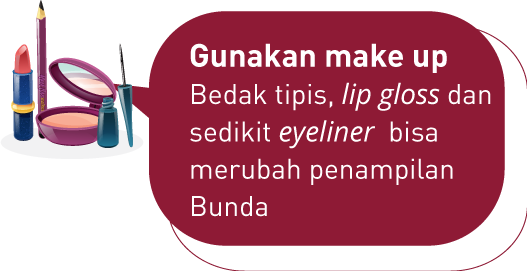 Gunakan make up
Bedak tipis, lip gloss dan
sedikit eyeliner bisa
merubah penampilan
Bunda